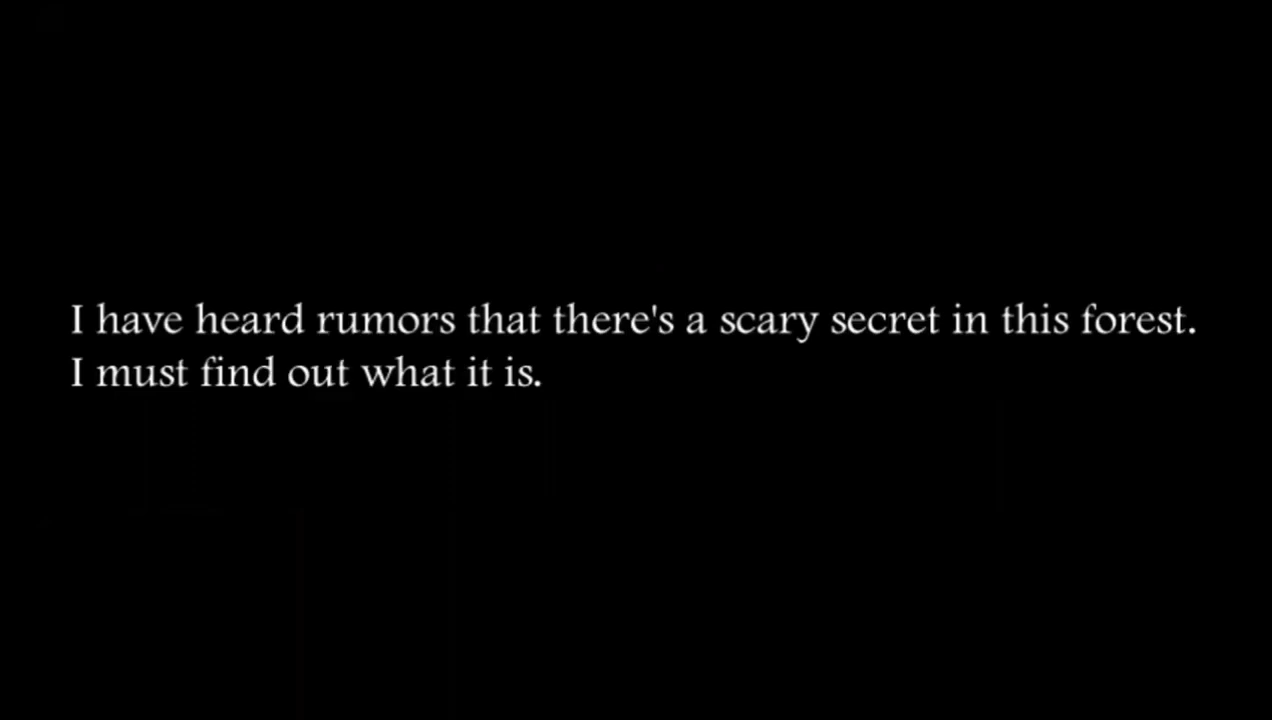 I have heard rumors that there's a scary secret in this forest.
I must find out what it is.